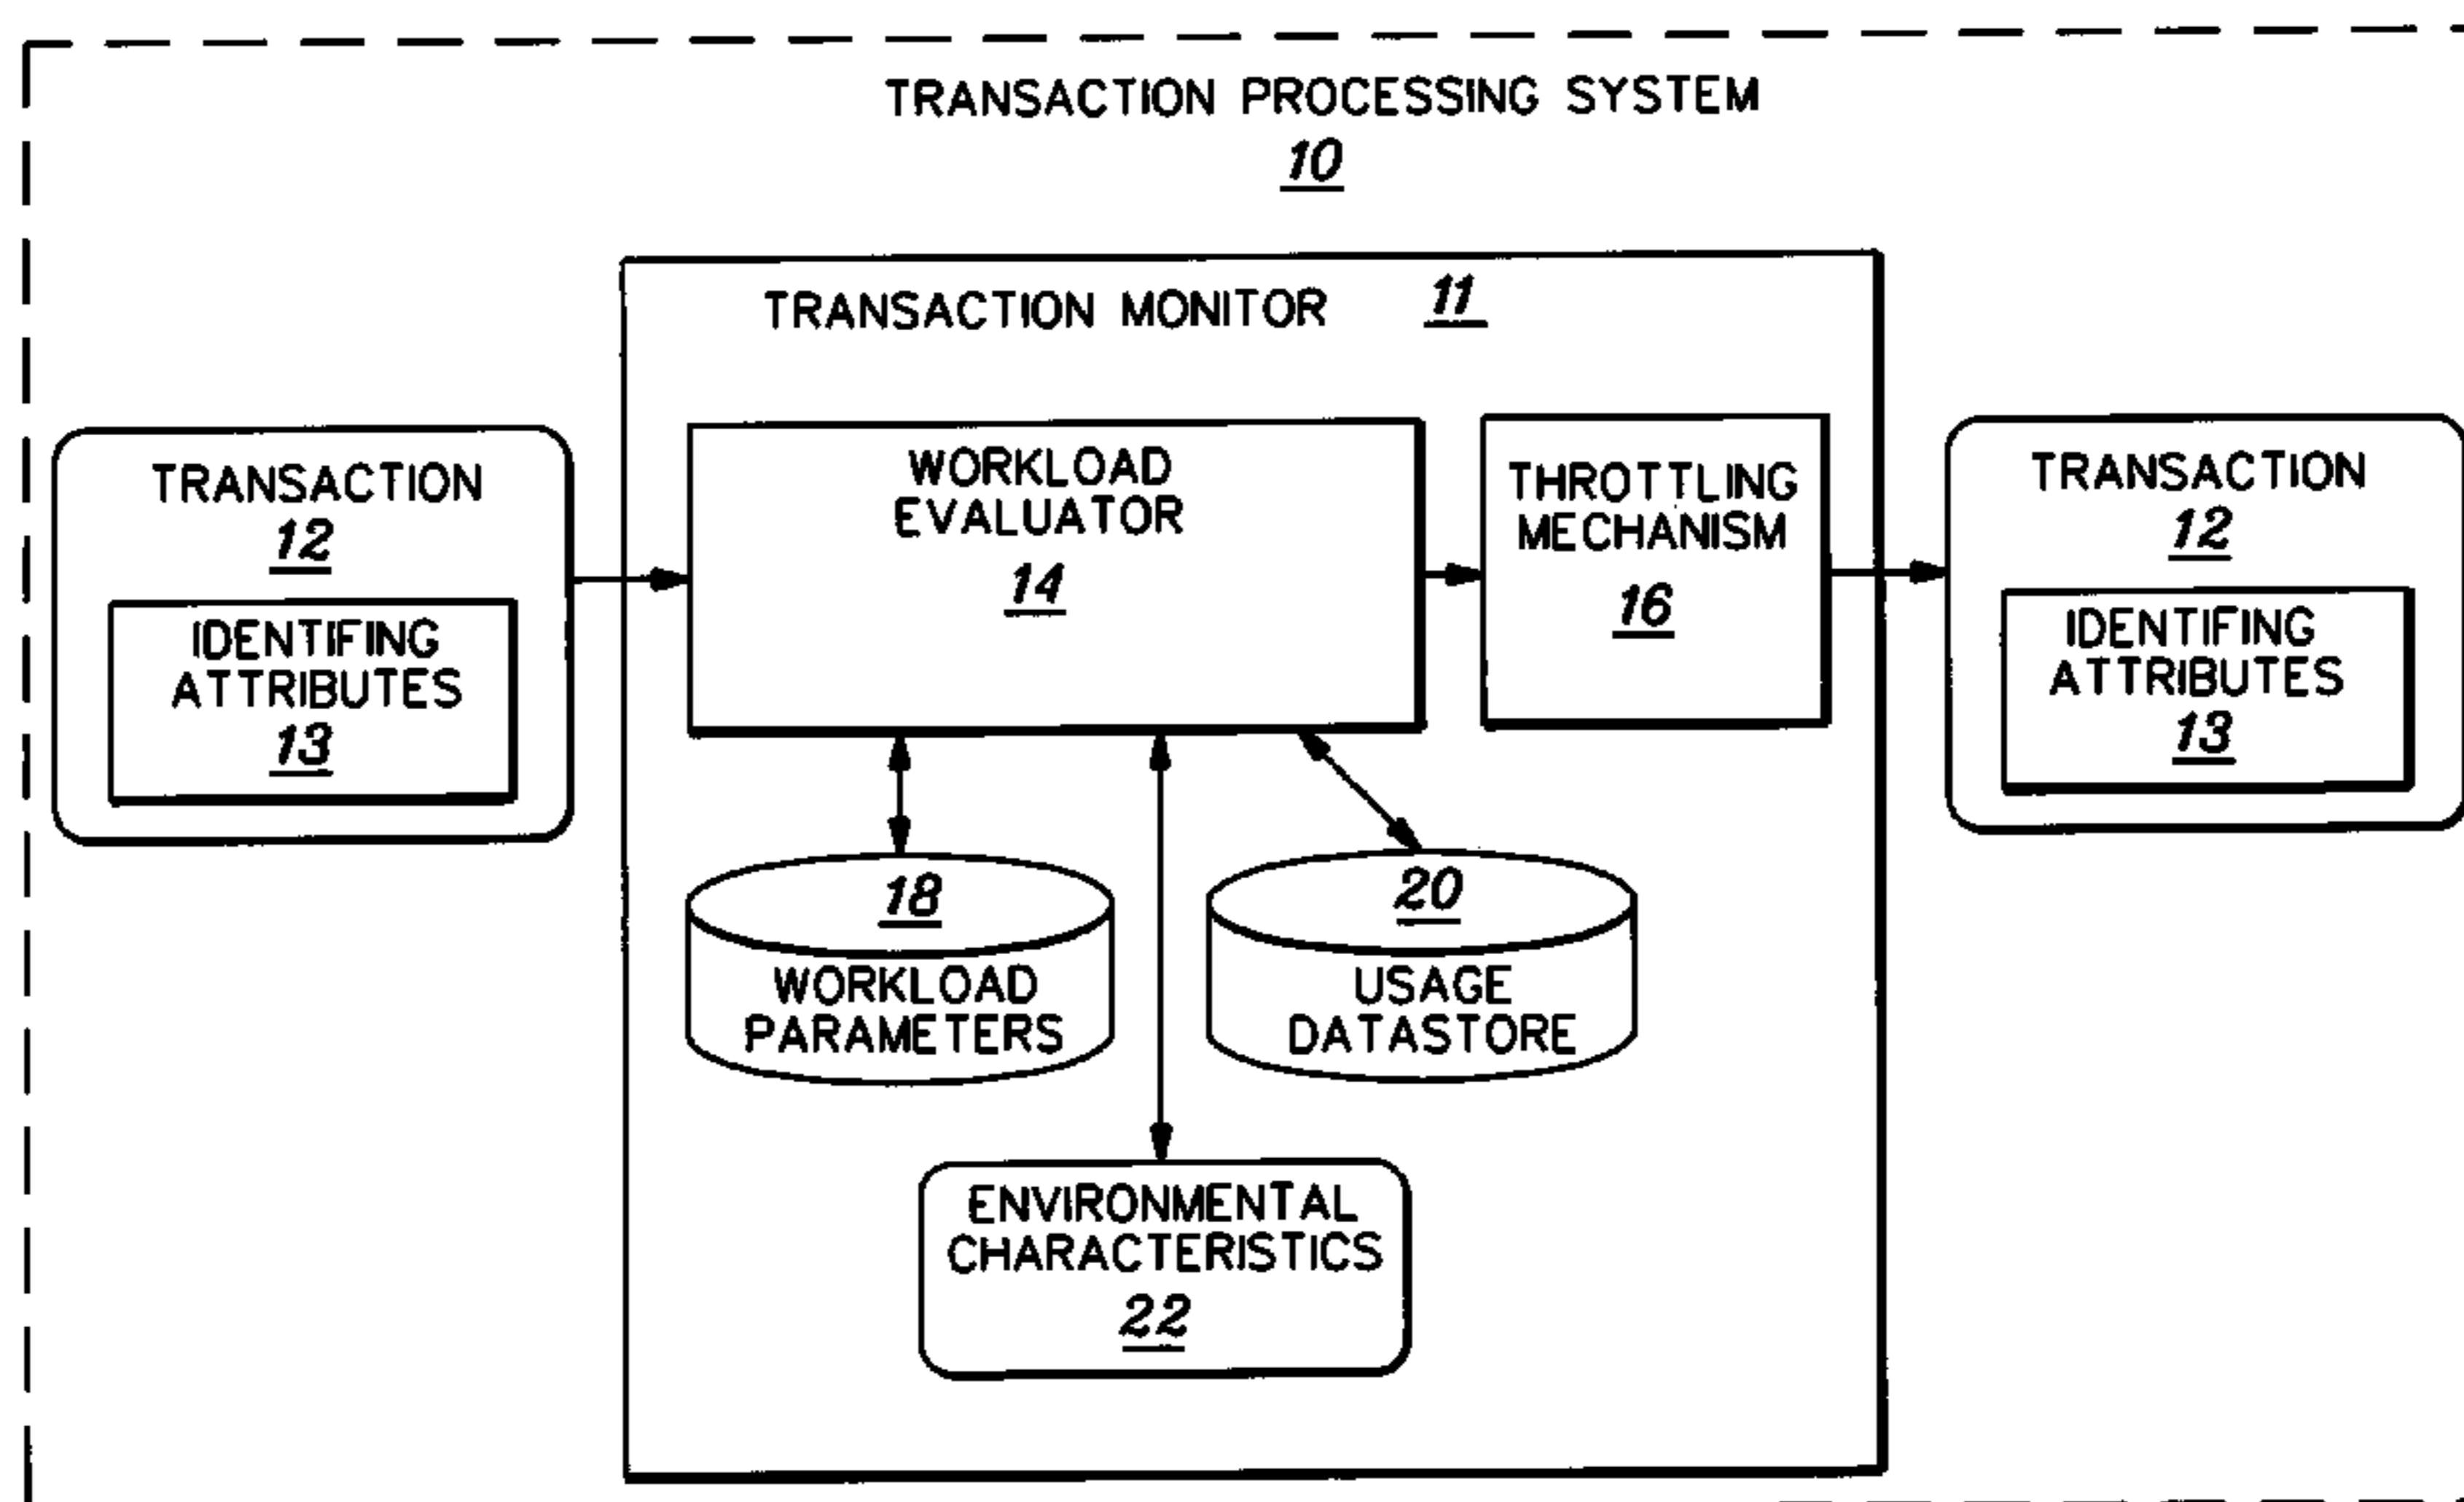 TRANSACTION PROCESSING SYSTEM
10
TRANSACTION MONITOR 11
TRANSACTION
12
IDENTIFING
ATTRIBUTES
13
WORKLOAD
EVALUATOR
14
THROTTLING
MECHANISM
16
TRANSACTION
12
IDENTIFING
ATTRIBUTES
13
18
WORKLOAD
PARAMETERS
20
USAGE
DATASTORE
ENVIRONMENTAL
CHARACTERISTICS
22